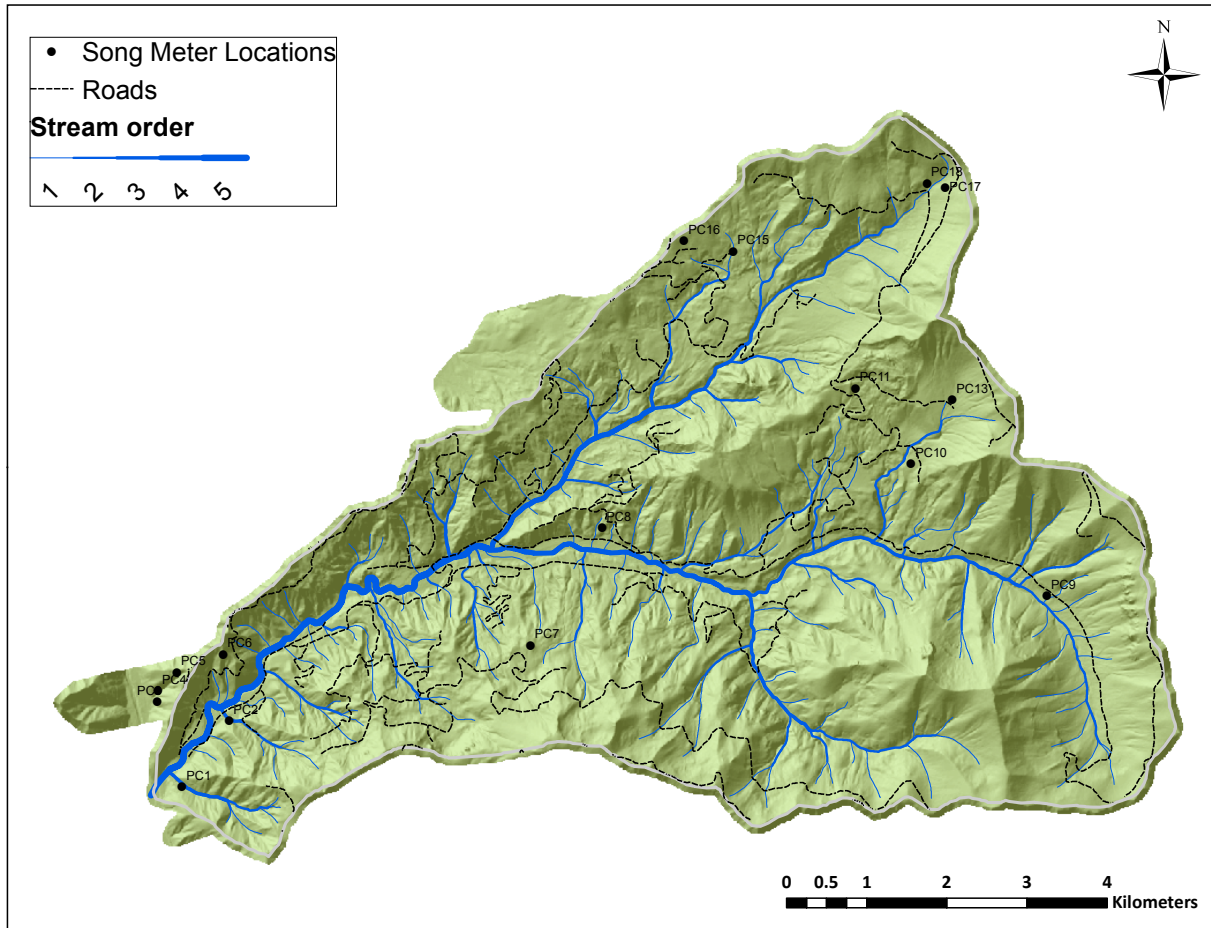 Song Meter Locations
Roads
Stream order
1 2 3 4 5
N
PC18
PC17
PC16
PC15
PC11
PC13
PC10
PC8
PC9
PC7
PC6
PC5
PC4
PC
PC2
PC1
0 0.5 1 2 3 4
Kilometers